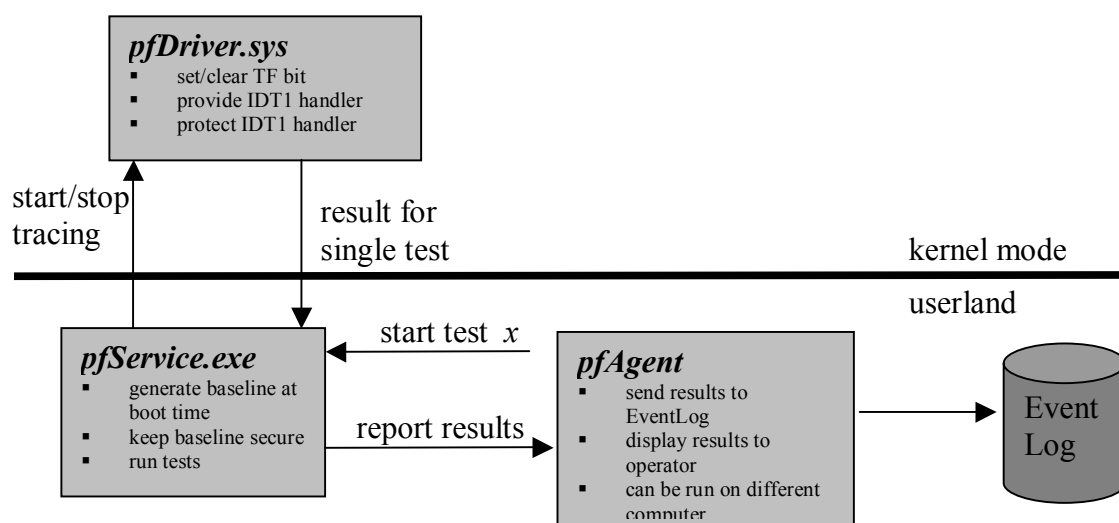 pfDriver.sys
▪ set/clear TF bit
▪ provide IDT1 handler
▪ protect IDT1 handler
start/stop
tracing
result for
single test
kernel mode
userland
pfService.exe
▪ generate baseline at
boot time
▪ keep baseline secure
▪ run tests
start test x
report results
pfAgent
▪ send results to
EventLog
▪ display results to
operator
▪ can be run on different
computer
Event
Log